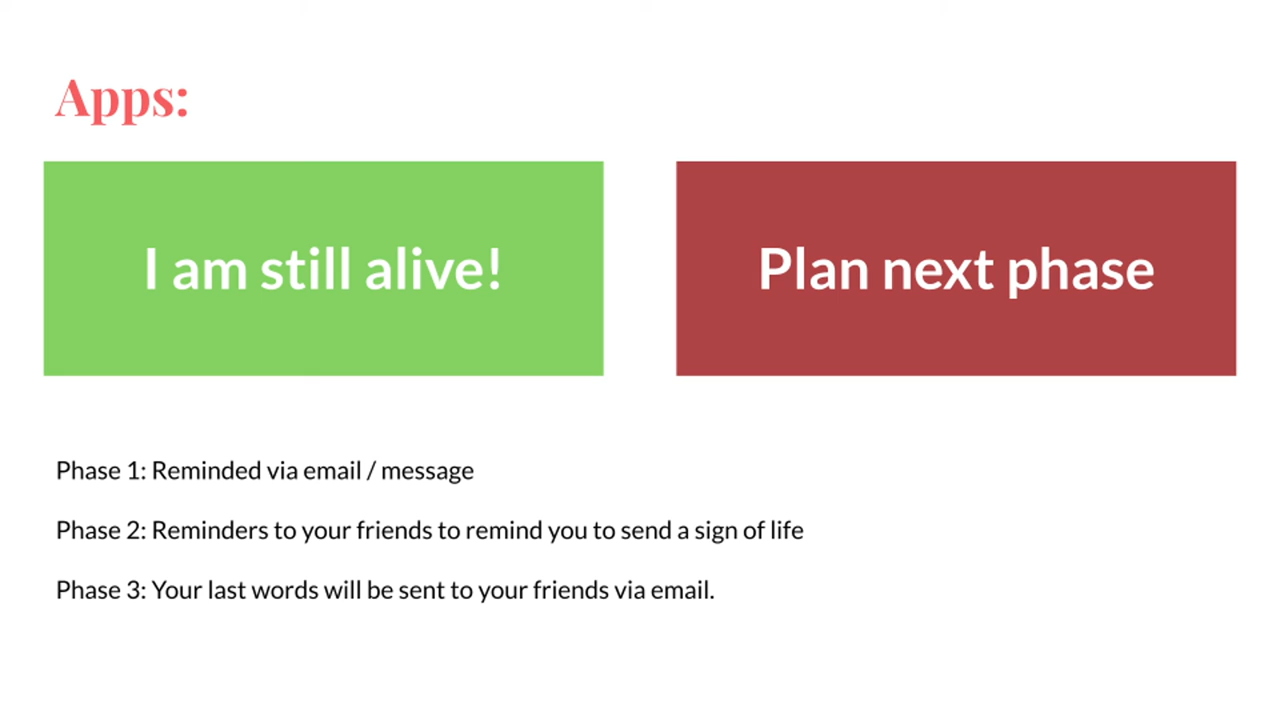 Apps:
I am still alive!
Plan next phase
Phase 1: Reminded via email / message
Phase 2: Reminders to your friends to remind you to send a sign of life
Phase 3: Your last words will be sent to your friends via email.